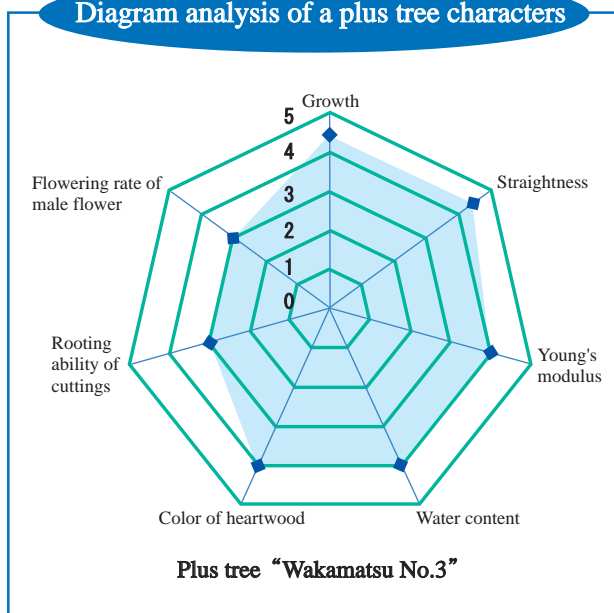 Diagram analysis of a plus tree characters
Growth
5
4
3
2
1
0
Straightness
Young's
modulus
Water content
Color of heartwood
Rooting
ability of
cuttings
Flowering rate of
male flower
Plus tree “Wakamatsu No.3”